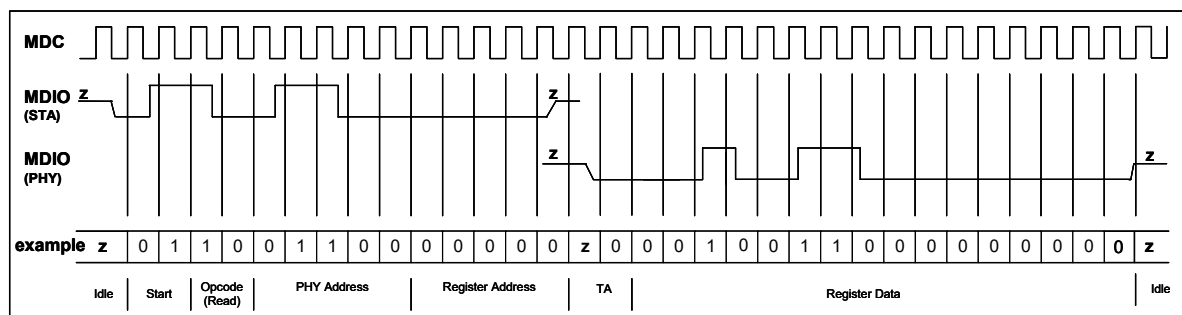 MDC
MDIO z z
(STA)
MDIO z z
(PHY)
example z 0 1 1 0 0 1 1 0 0 0 0 0 0 0 z 0 0 0 1 0 0 1 1 0 0 0 0 0 0 0 0 0 z
Idle Start Opcode (Read) PHY Address Register Address TA Register Data Idle